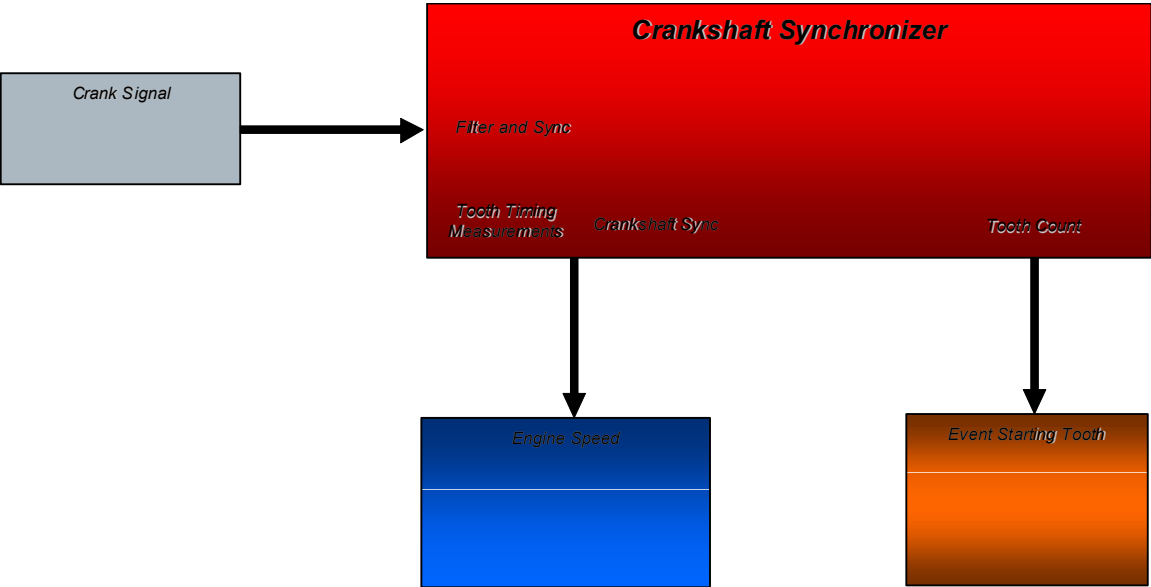 Crankshaft Synchronizer
Crank Signal
Filter and Sync
Tooth Timing
Measurements
Crankshaft Sync
Tooth Count
Engine Speed
Event Starting Tooth